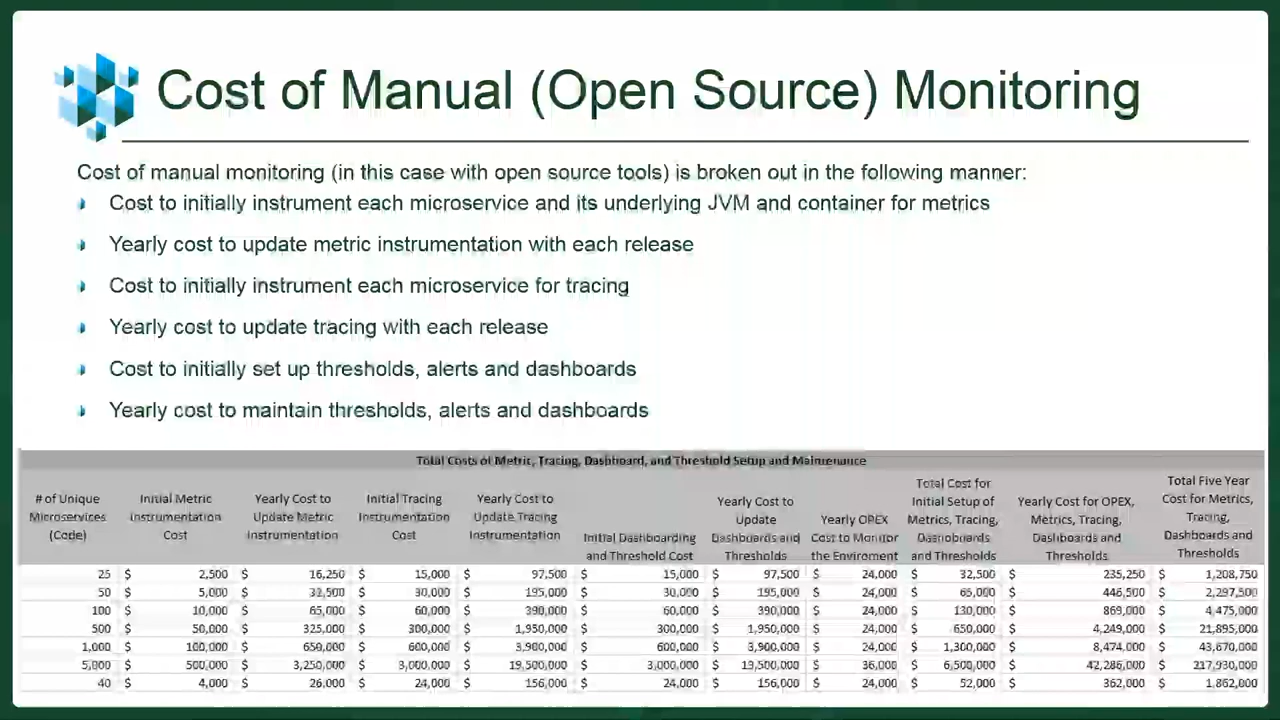 Cost of Manual (Open Source) Monitoring
Cost of manual monitoring (in this case with open source tools) is broken out in the following manner:
Cost to initially instrument each microservice and its underlying JVM and container for metrics
Yearly cost to update metric instrumentation with each release
Cost to initially instrument each microservice for tracing
Yearly cost to update tracing with each release
Cost to initially set up thresholds, alerts and dashboards
Yearly cost to maintain thresholds, alerts and dashboards
Total Costs of Metric, Tracing, Dashboard, and Threshold Setup and Maintenance
# of Unique
Microservices
(Code)
Initial Metric
Instrumentation
Cost
Yearly Cost to
Update Metric
Instrumentation
Initial Tracing
Instrumentation
Cost
Yearly Cost to
Update Tracing
Instrumentation
Initial Dashboarding
and Threshold Cost
Yearly Cost to
Update
Dashboards and
Thresholds
Yearly OPEX
Cost to Monitor
the Enviroment
Total Cost for
Initial Setup of
Metrics, Tracing,
Dashboards
and Thresholds
Yearly Cost for OPEX,
Metrics, Tracing,
Dashboards and
Thresholds
Total Five Year
Cost for Metrics,
Tracing,
Dashboards and
Thresholds
25 $ 2,500 $ 16,250 $ 15,000 $ 97,500 $ 15,000 $ 97,500 $ 24,000 $ 32,500 $ 235,250 $ 1,208,750
50 $ 5,000 $ 32,500 $ 30,000 $ 195,000 $ 30,000 $ 195,000 $ 24,000 $ 65,000 $ 446,500 $ 2,297,500
100 $ 10,000 $ 65,000 $ 60,000 $ 390,000 $ 60,000 $ 390,000 $ 24,000 $ 130,000 $ 869,000 $ 4,475,000
500 $ 50,000 $ 325,000 $ 300,000 $ 1,950,000 $ 300,000 $ 1,950,000 $ 24,000 $ 650,000 $ 4,249,000 $ 21,895,000
1,000 $ 100,000 $ 650,000 $ 600,000 $ 3,900,000 $ 600,000 $ 3,900,000 $ 24,000 $ 1,300,000 $ 8,474,000 $ 43,670,000
5,000 $ 500,000 $ 3,250,000 $ 3,000,000 $ 19,500,000 $ 3,000,000 $ 19,500,000 $ 36,000 $ 6,500,000 $ 42,286,000 $ 217,930,000
40 $ 4,000 $ 26,000 $ 24,000 $ 156,000 $ 24,000 $ 156,000 $ 24,000 $ 52,000 $ 362,000 $ 1,862,000